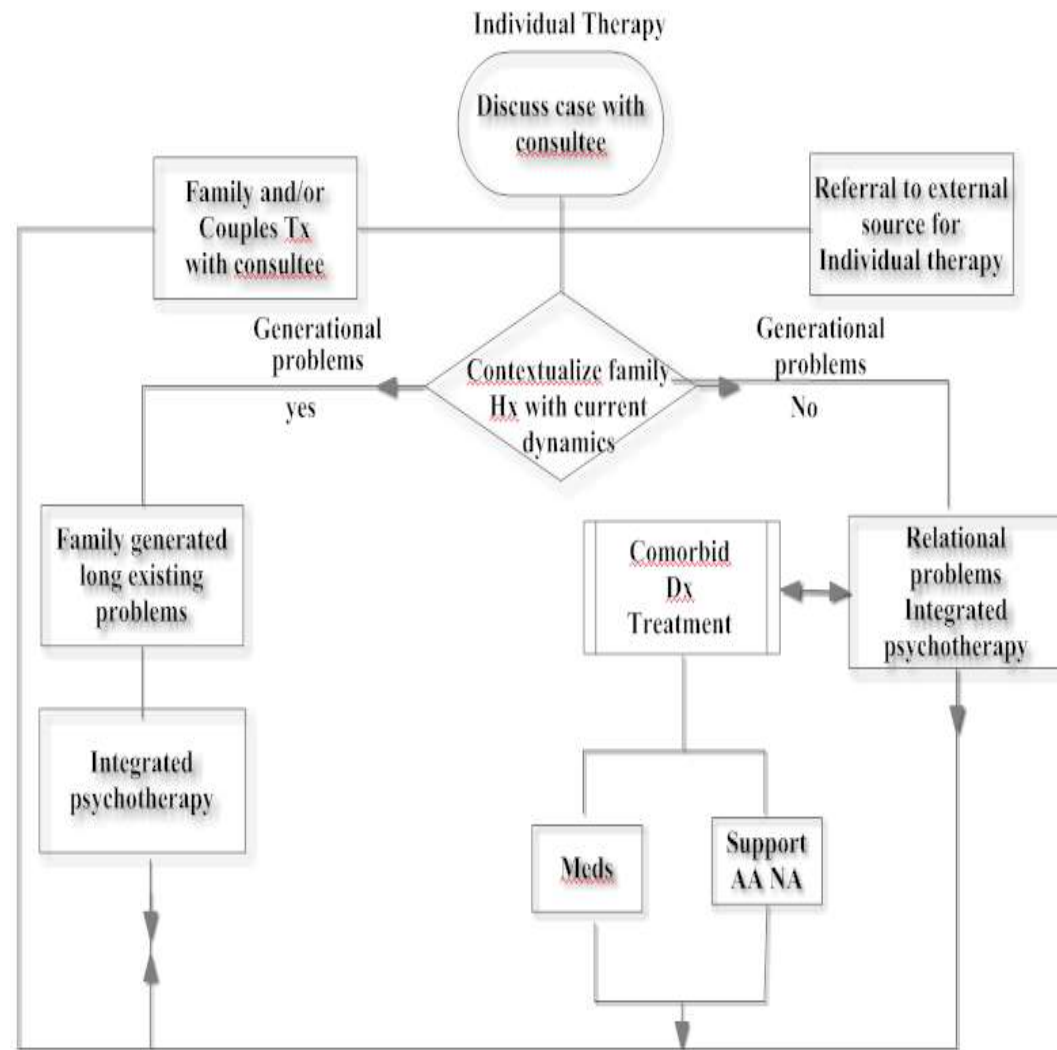 Individual Therapy
Discuss case with
consultee
Family and/or
Couples Tx
with consultee
Referral to external
source for
Individual therapy
Generational
problems
yes
Contextualize family
Hx with current
dynamics
Generational
problems
No
Family generated
long existing
problems
Comorbid
Dx
Treatment
Relational
problems
Integrated
psychotherapy
Integrated
psychotherapy
Meds
Support
AA NA